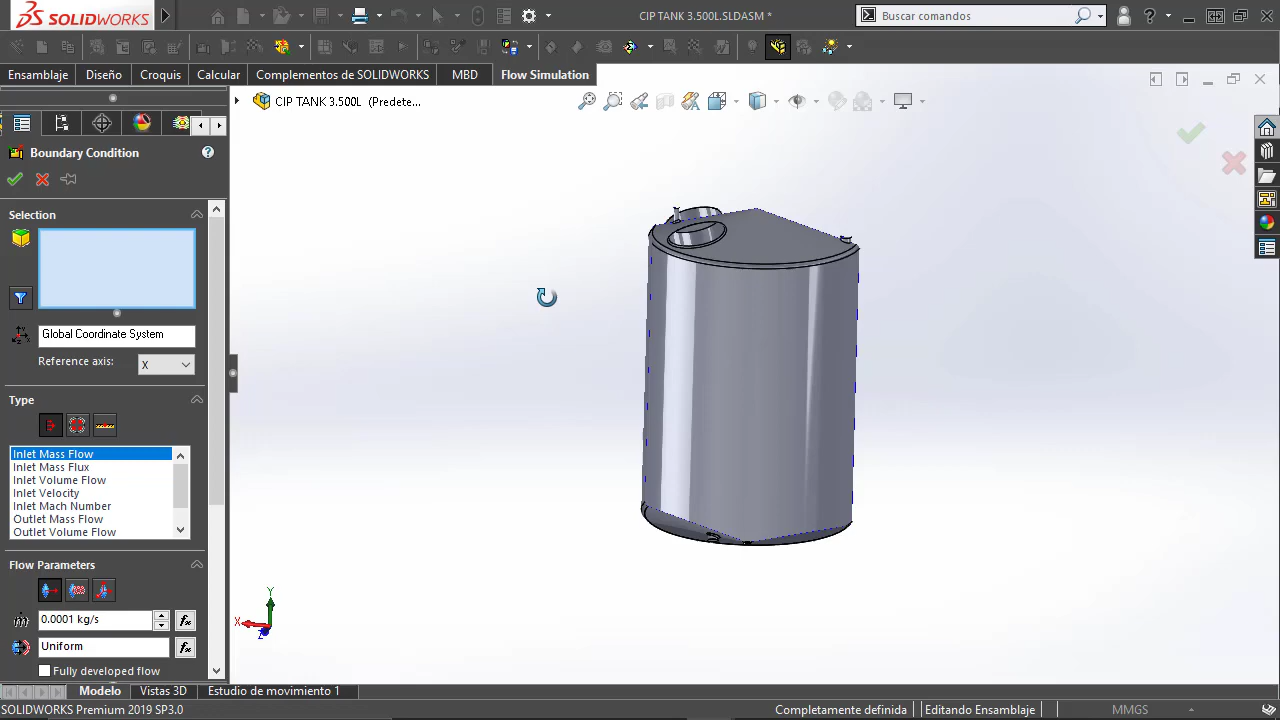 SOLIDWORKS
CIP TANK 3.500L.SLDASM *
Buscar comandos
Ensamblaje
Diseño
Croquis
Calcular
Complementos de SOLIDWORKS
MBD
Flow Simulation
CIP TANK 3.500L (Predete...
Boundary Condition
Selection
Global Coordinate System
Reference axis:
X
Type
Inlet Mass Flow
Inlet Mass Flux
Inlet Volume Flow
Inlet Velocity
Inlet Mach Number
Outlet Mass Flow
Outlet Volume Flow
Flow Parameters
0.0001 kg/s
Uniform
Fully developed flow
Y
X
Z
Modelo
Vistas 3D
Estudio de movimiento 1
SOLIDWORKS Premium 2019 SP3.0
Completamente definida
Editando Ensamblaje
MMGS